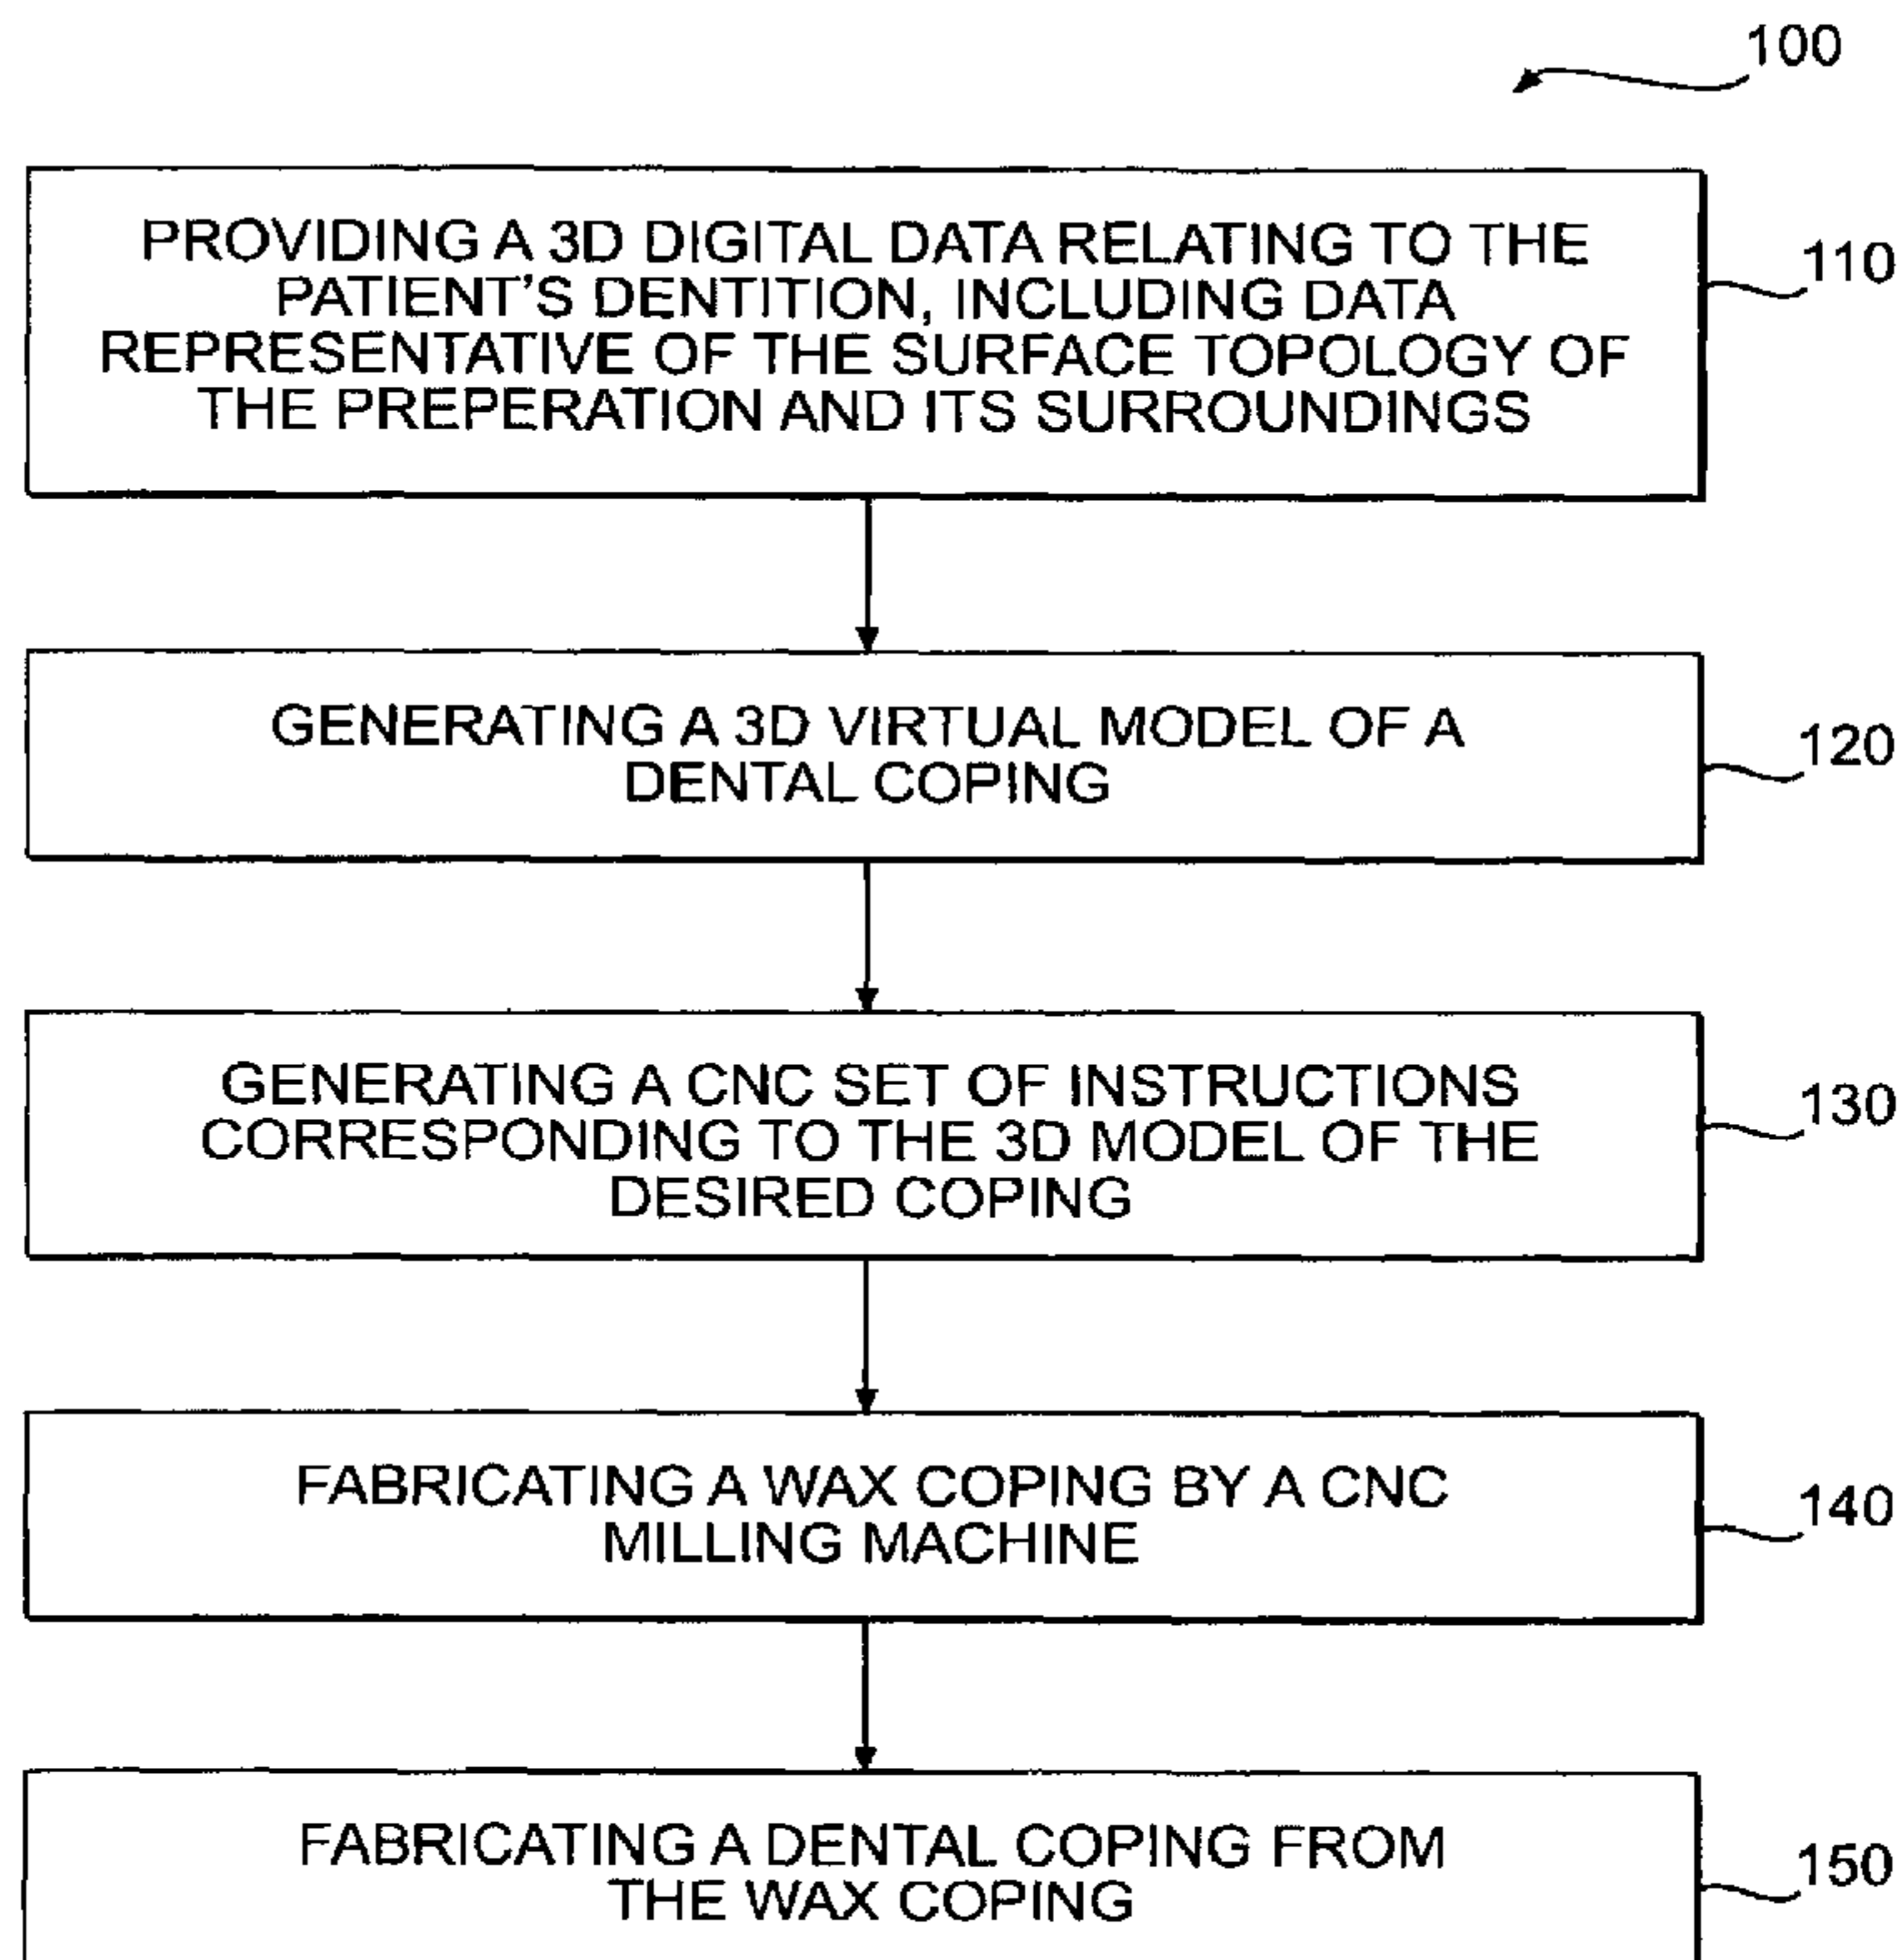 100
PROVIDING A 3D DIGITAL DATA RELATING TO THE
PATIENT'S DENTITION, INCLUDING DATA
REPRESENTATIVE OF THE SURFACE TOPOLOGY OF
THE PREPERATION AND ITS SURROUNDINGS
110
GENERATING A 3D VIRTUAL MODEL OF A
DENTAL COPING
120
GENERATING A CNC SET OF INSTRUCTIONS
CORRESPONDING TO THE 3D MODEL OF THE
DESIRED COPING
130
FABRICATING A WAX COPING BY A CNC
MILLING MACHINE
140
FABRICATING A DENTAL COPING FROM
THE WAX COPING
150